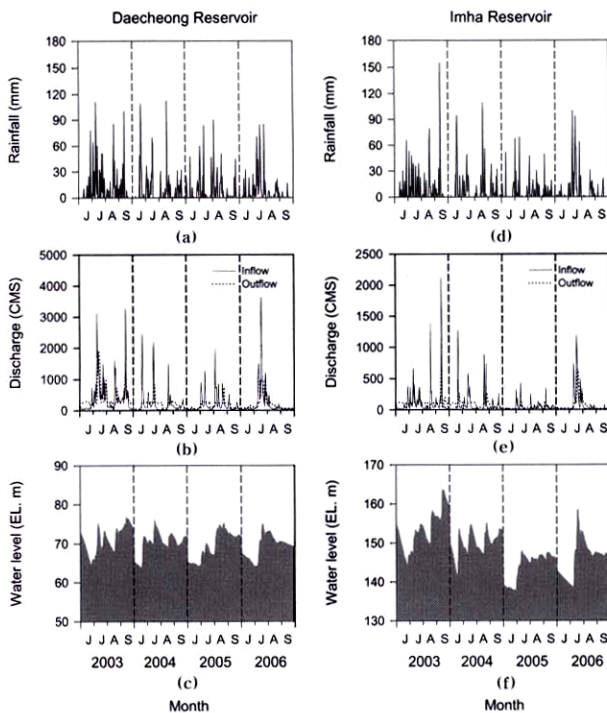 Daecheong Reservoir
Imha Reservoir
Rainfall (mm)
180
150
120
90
60
30
0
J J A S J J A S J J A S J J A S
(a)
Rainfall (mm)
180
150
120
90
60
30
0
J J A S J J A S J J A S J J A S
(d)
Discharge (CMS)
5000
4000
3000
2000
1000
0
Inflow
Outflow
J J A S J J A S J J A S J J A S
(b)
Discharge (CMS)
2500
2000
1500
1000
500
0
Inflow
Outflow
J J A S J J A S J J A S J J A S
(e)
Water level (EL. m)
90
80
70
60
50
J J A S J J A S J J A S J J A S
2003 2004 2005 2006
(c)
Month
Water level (EL. m)
170
160
150
140
130
J J A S J J A S J J A S J J A S
2003 2004 2005 2006
(f)
Month